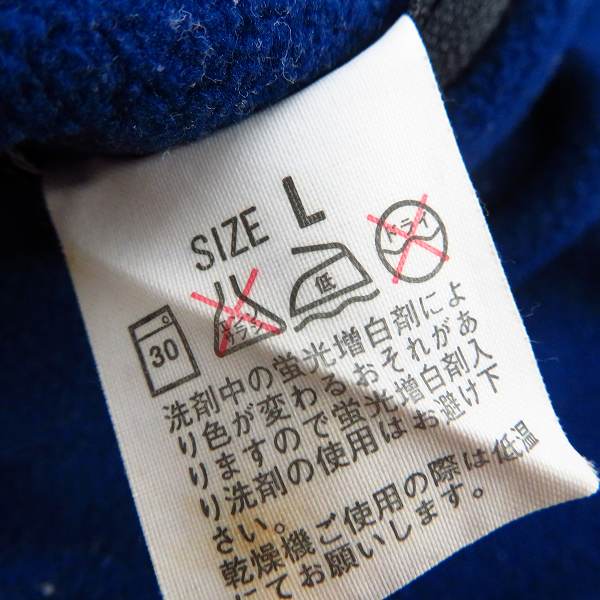 SIZE L
30 エンソ サラシ 低 ドライ
洗剤中の蛍光増白剤によ
り色が変わるおそれがあ
りますので蛍光増白剤入
り洗剤の使用はお避け下
さい。
乾燥機ご使用の際は低温
にてお願いします。